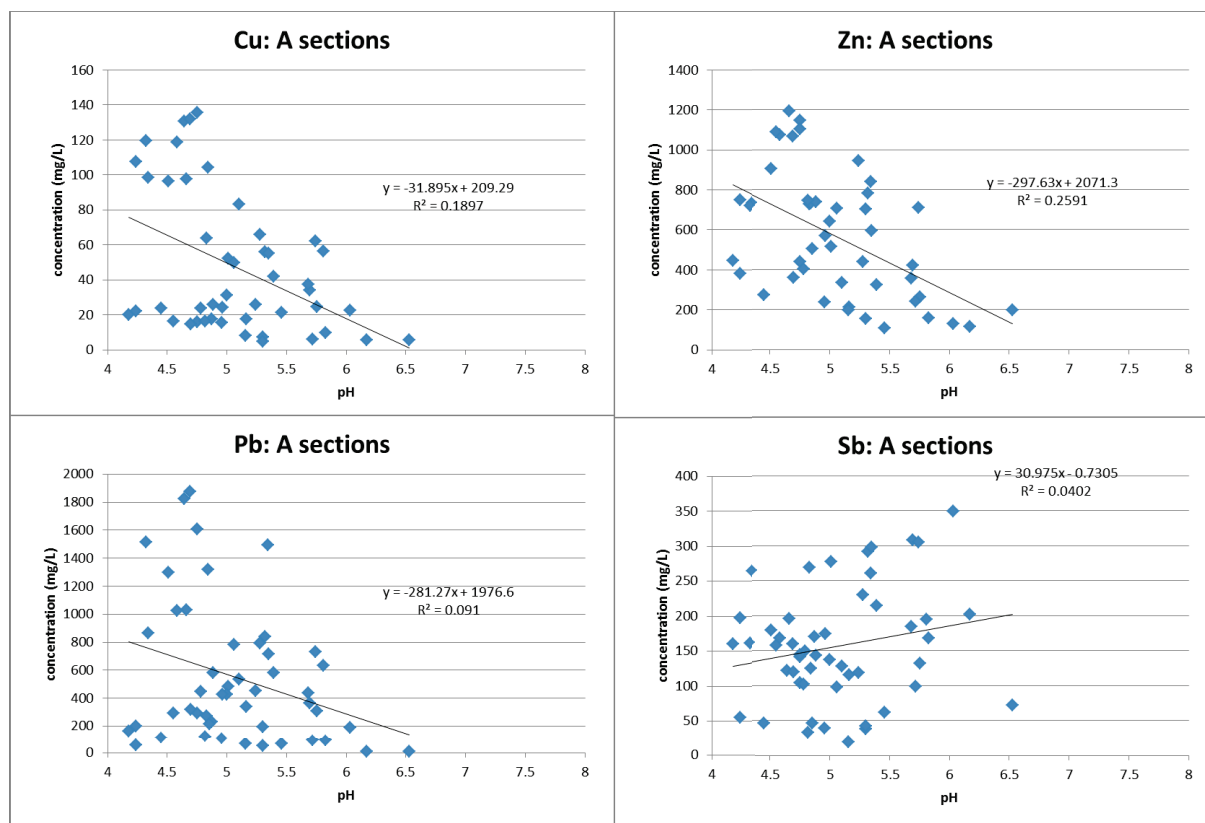 Cu: A sections
160
140
120
100
80
60
40
20
0
concentration (mg/L)
y = -31.895x + 209.29
R² = 0.1897
4 4.5 5 5.5 6 6.5 7 7.5 8
pH
Zn: A sections
1400
1200
1000
800
600
400
200
0
concentration (mg/L)
y = -297.63x + 2071.3
R² = 0.2591
4 4.5 5 5.5 6 6.5 7 7.5 8
pH
Pb: A sections
2000
1800
1600
1400
1200
1000
800
600
400
200
0
concentration (mg/L)
y = -281.27x + 1976.6
R² = 0.091
4 4.5 5 5.5 6 6.5 7 7.5 8
pH
Sb: A sections
y = 30.975x - 0.7305
R² = 0.0402
400
350
300
250
200
150
100
50
0
concentration (mg/L)
4 4.5 5 5.5 6 6.5 7 7.5 8
pH